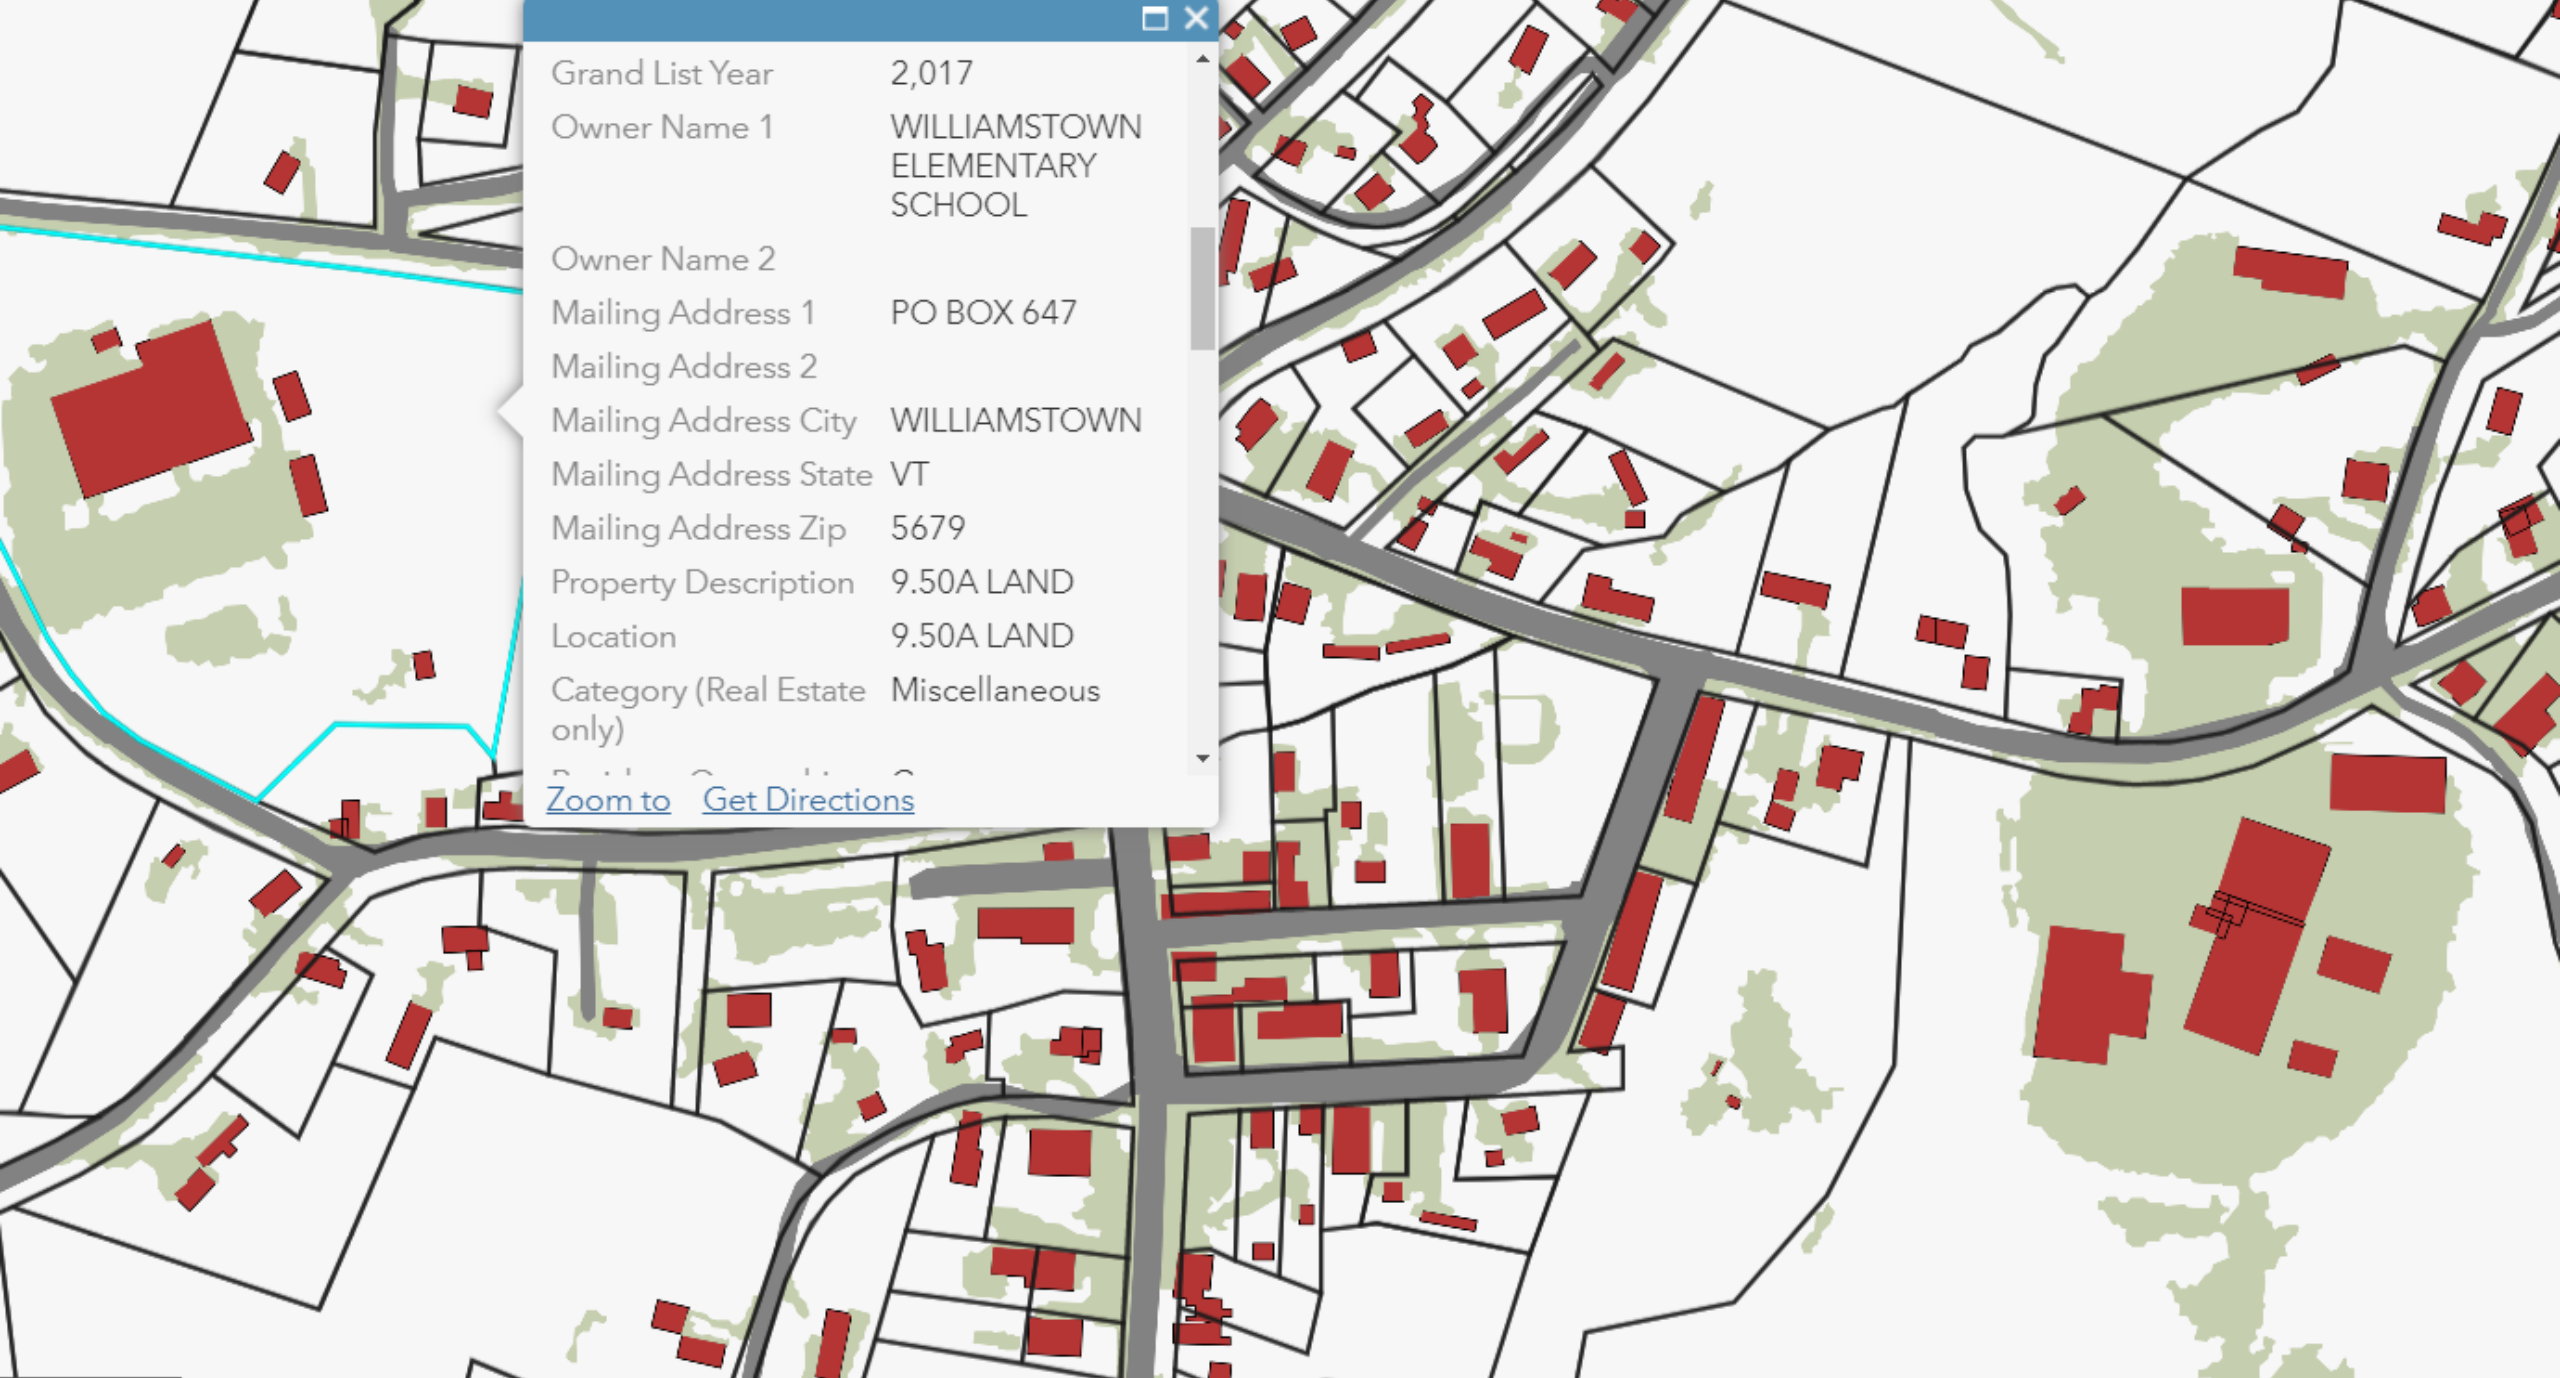 Grand List Year 2,017
Owner Name 1 WILLIAMSTOWN
ELEMENTARY
SCHOOL
Owner Name 2
Mailing Address 1 PO BOX 647
Mailing Address 2
Mailing Address City WILLIAMSTOWN
Mailing Address State VT
Mailing Address Zip 5679
Property Description 9.50A LAND
Location 9.50A LAND
Category (Real Estate Miscellaneous
only)
Zoom to Get Directions